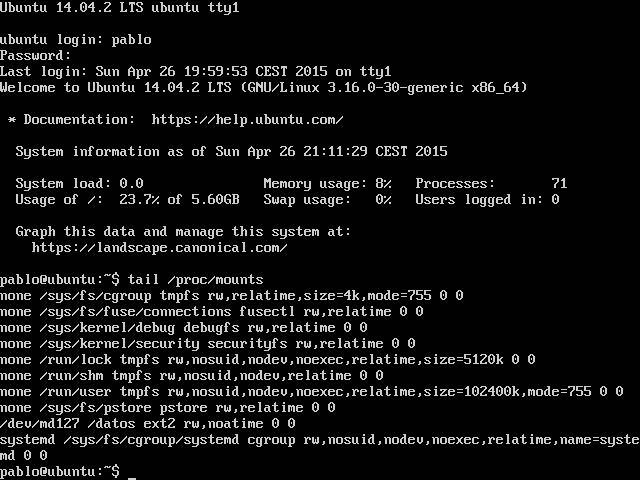 Ubuntu 14.04.2 LTS ubuntu tty1

ubuntu login: pablo
Password:
Last login: Sun Apr 26 19:59:53 CEST 2015 on tty1
Welcome to Ubuntu 14.04.2 LTS (GNU/Linux 3.16.0-30-generic x86_64)

 * Documentation:  https://help.ubuntu.com/

  System information as of Sun Apr 26 21:11:29 CEST 2015

  System load: 0.0               Memory usage: 8%   Processes:       71
  Usage of /:  23.7% of 5.60GB   Swap usage:   0%   Users logged in: 0

  Graph this data and manage this system at:
    https://landscape.canonical.com/

pablo@ubuntu:~$ tail /proc/mounts
none /sys/fs/cgroup tmpfs rw,relatime,size=4k,mode=755 0 0
none /sys/fs/fuse/connections fusectl rw,relatime 0 0
none /sys/kernel/debug debugfs rw,relatime 0 0
none /sys/kernel/security securityfs rw,relatime 0 0
none /run/lock tmpfs rw,nosuid,nodev,noexec,relatime,size=5120k 0 0
none /run/shm tmpfs rw,nosuid,nodev,relatime 0 0
none /run/user tmpfs rw,nosuid,nodev,noexec,relatime,size=102400k,mode=755 0 0
none /sys/fs/pstore pstore rw,relatime 0 0
/dev/md127 /datos ext2 rw,noatime 0 0
systemd /sys/fs/cgroup/systemd cgroup rw,nosuid,nodev,noexec,relatime,name=syste
md 0 0
pablo@ubuntu:~$ _